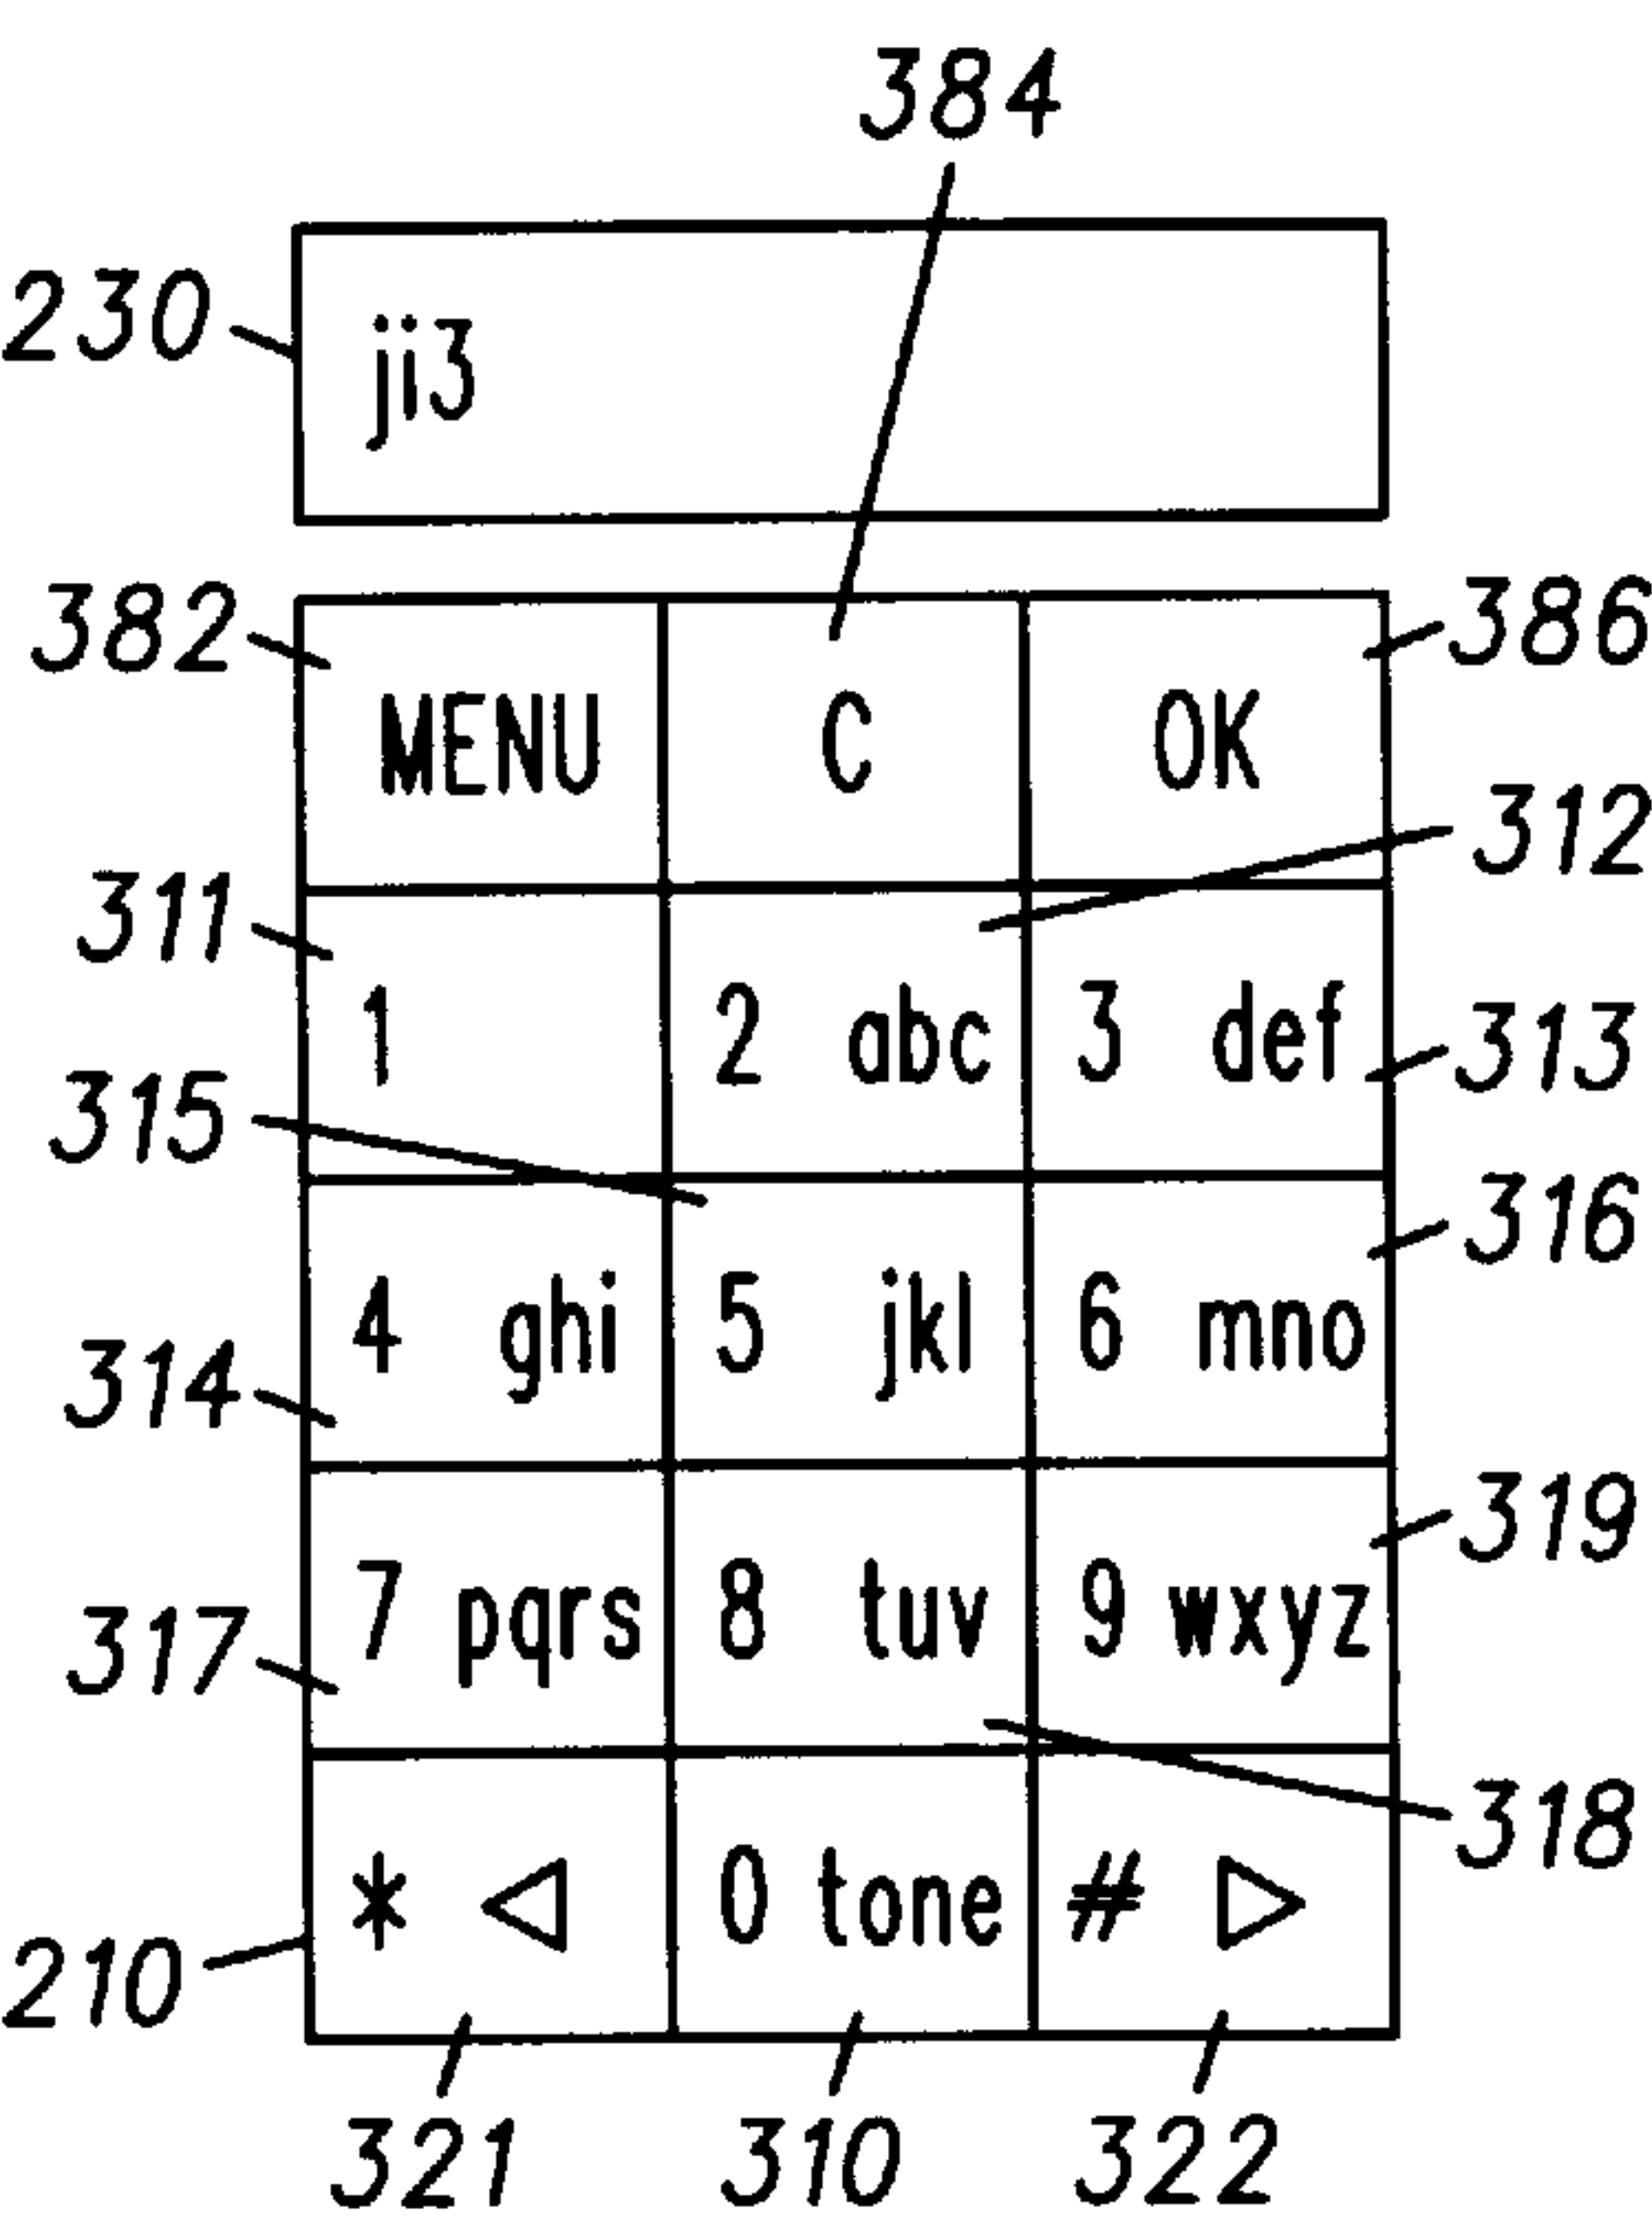 384
230 ji3
382 MENU C OK 386
312
311 1 2 abc 3 def 313
315
4 ghi 5 jkl 6 mno 316
314
319
7 pqrs 8 tuv 9 wxyz
317
318
* ◁ 0 tone # ▷
210
321 310 322